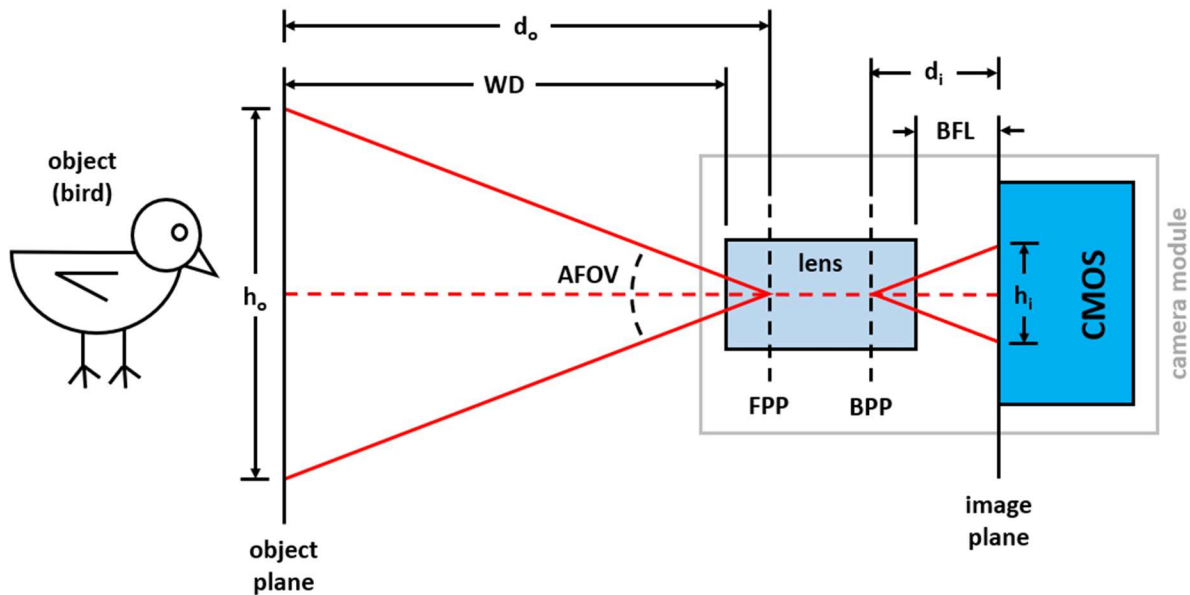 dₒ
WD
dᵢ
BFL
object
(bird)
hₒ
AFOV
lens
hᵢ
CMOS
camera module
FPP
BPP
object
plane
image
plane